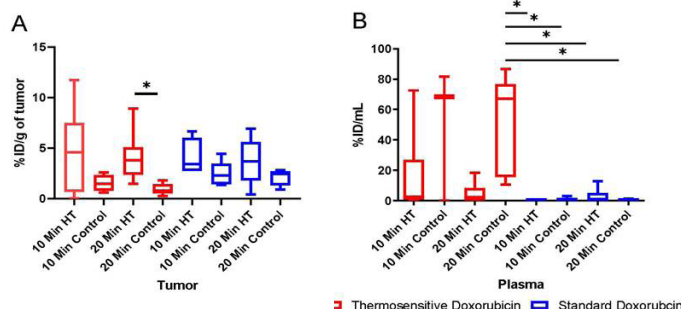 A
B
*
*
*
*
*
%ID/g of tumor
15
10
5
0
10 Min HT
10 Min Control
20 Min HT
20 Min Control
10 Min HT
10 Min Control
20 Min HT
20 Min Control
Tumor
%ID/mL
100
80
60
40
20
0
10 Min HT
10 Min Control
20 Min HT
20 Min Control
10 Min HT
10 Min Control
20 Min HT
20 Min Control
Plasma
Thermosensitive Doxorubicin
Standard Doxorubcin